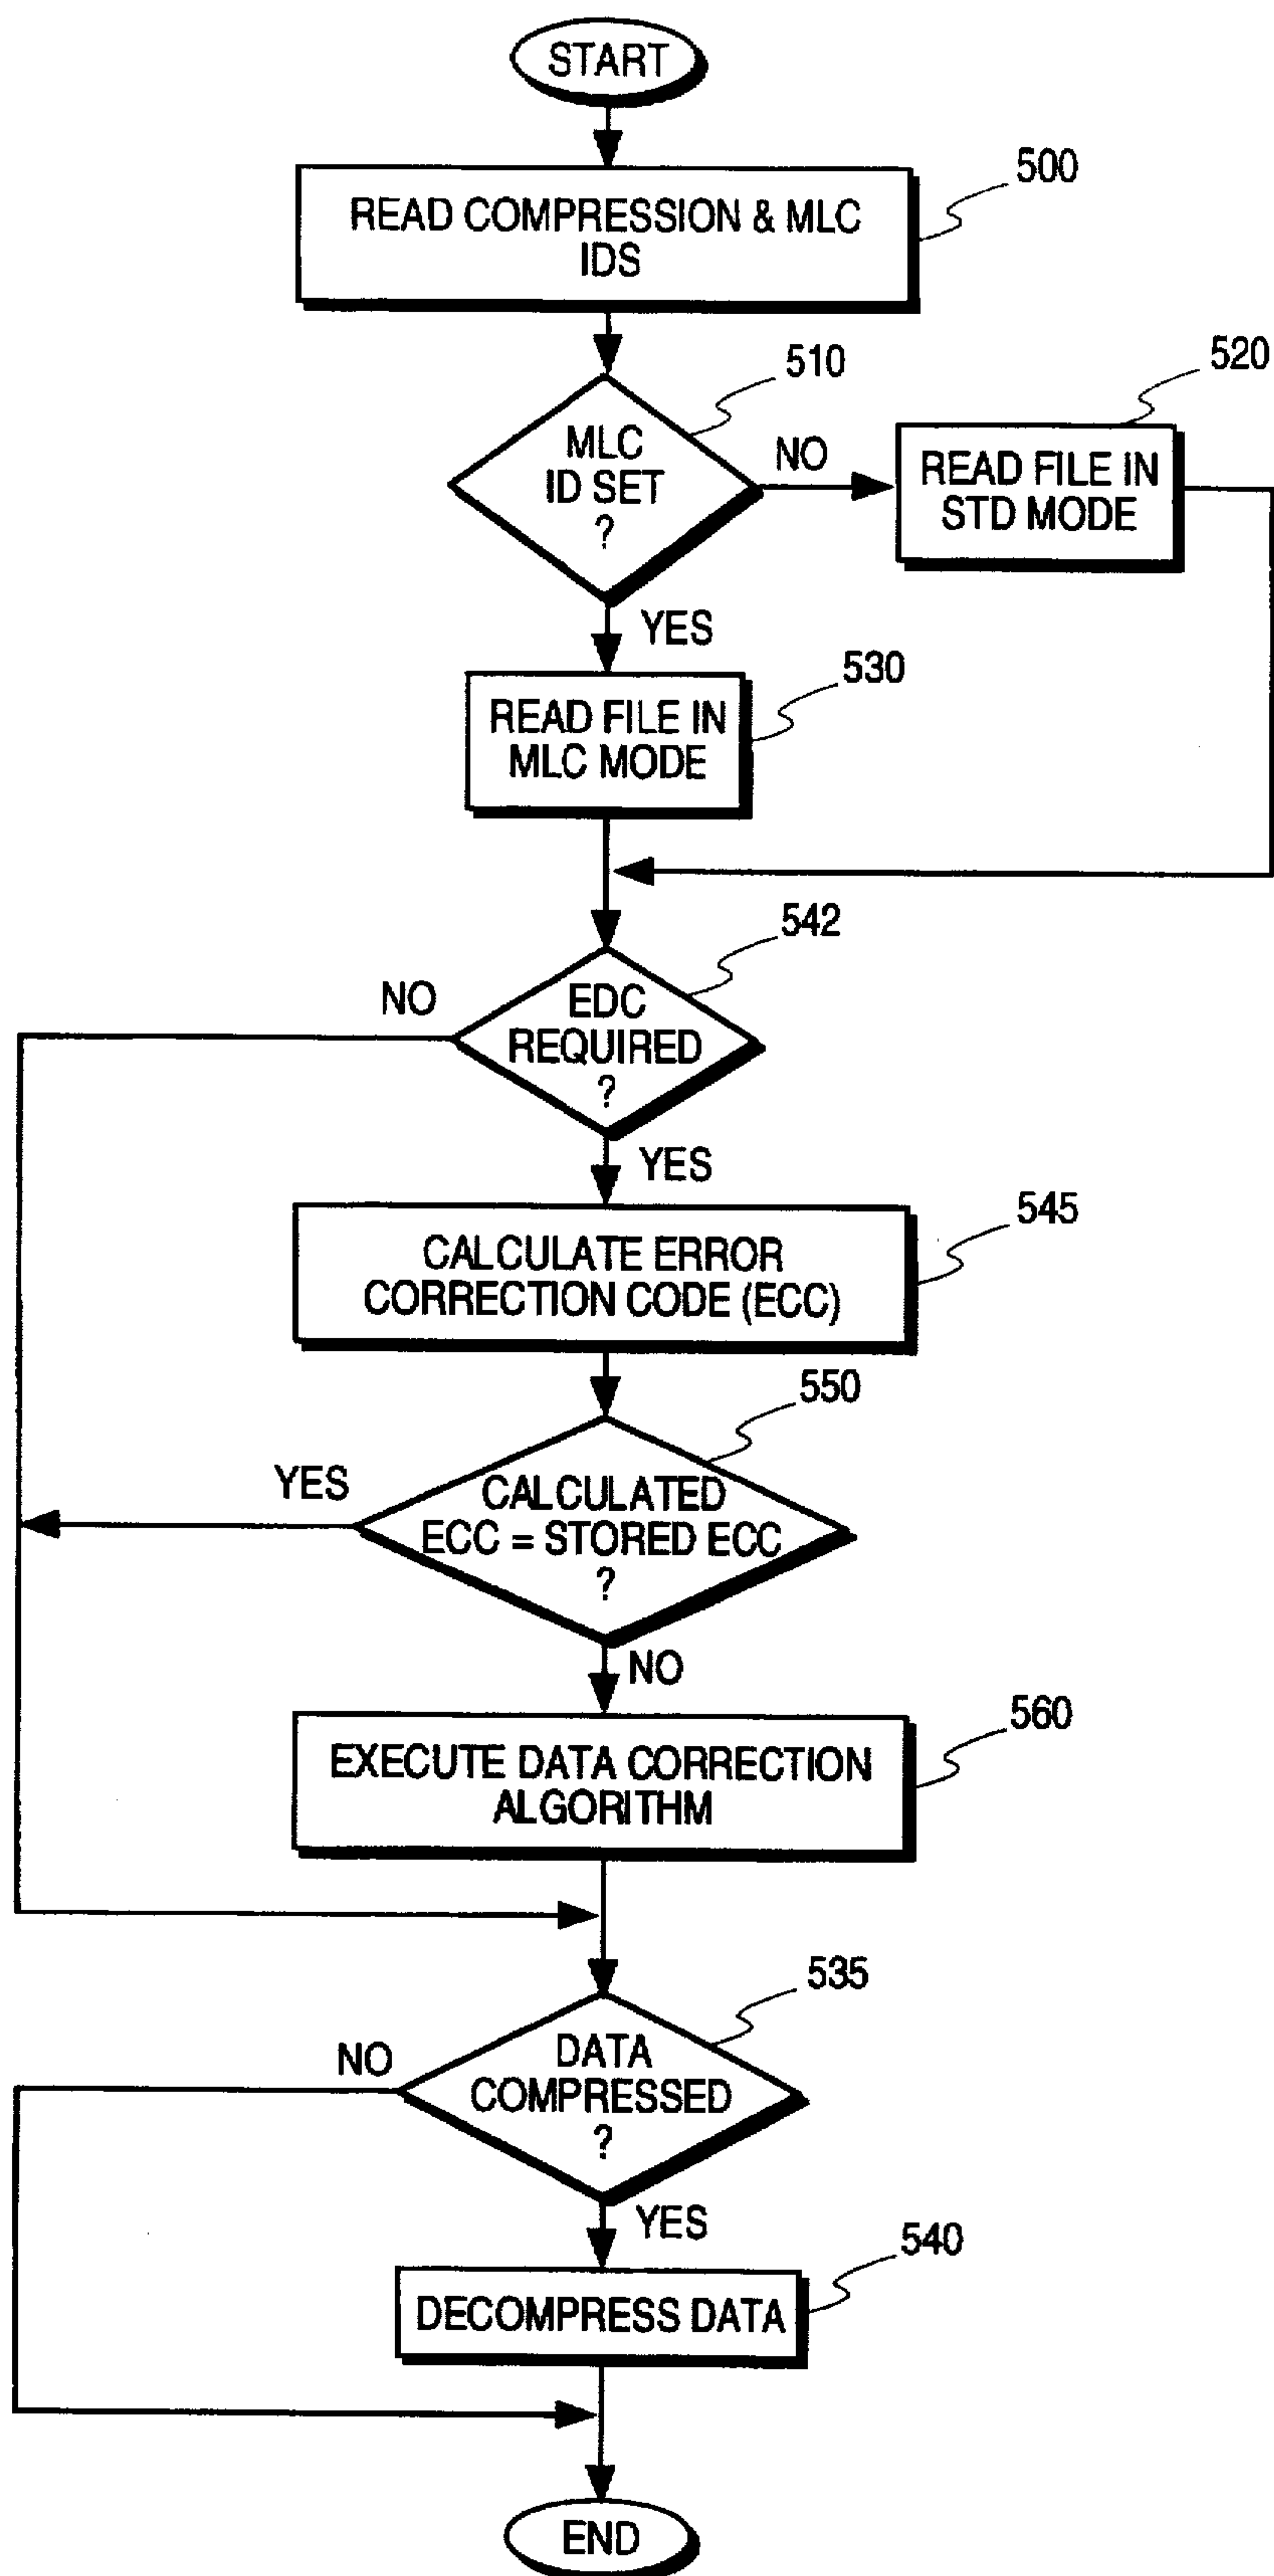 START
500
READ COMPRESSION & MLC
IDS
510
520
MLC
ID SET
?
NO
READ FILE IN
STD MODE
YES
530
READ FILE IN
MLC MODE
542
NO
EDC
REQUIRED
?
YES
545
CALCULATE ERROR
CORRECTION CODE (ECC)
550
YES
CALCULATED
ECC = STORED ECC
?
NO
560
EXECUTE DATA CORRECTION
ALGORITHM
535
NO
DATA
COMPRESSED
?
YES
540
DECOMPRESS DATA
END